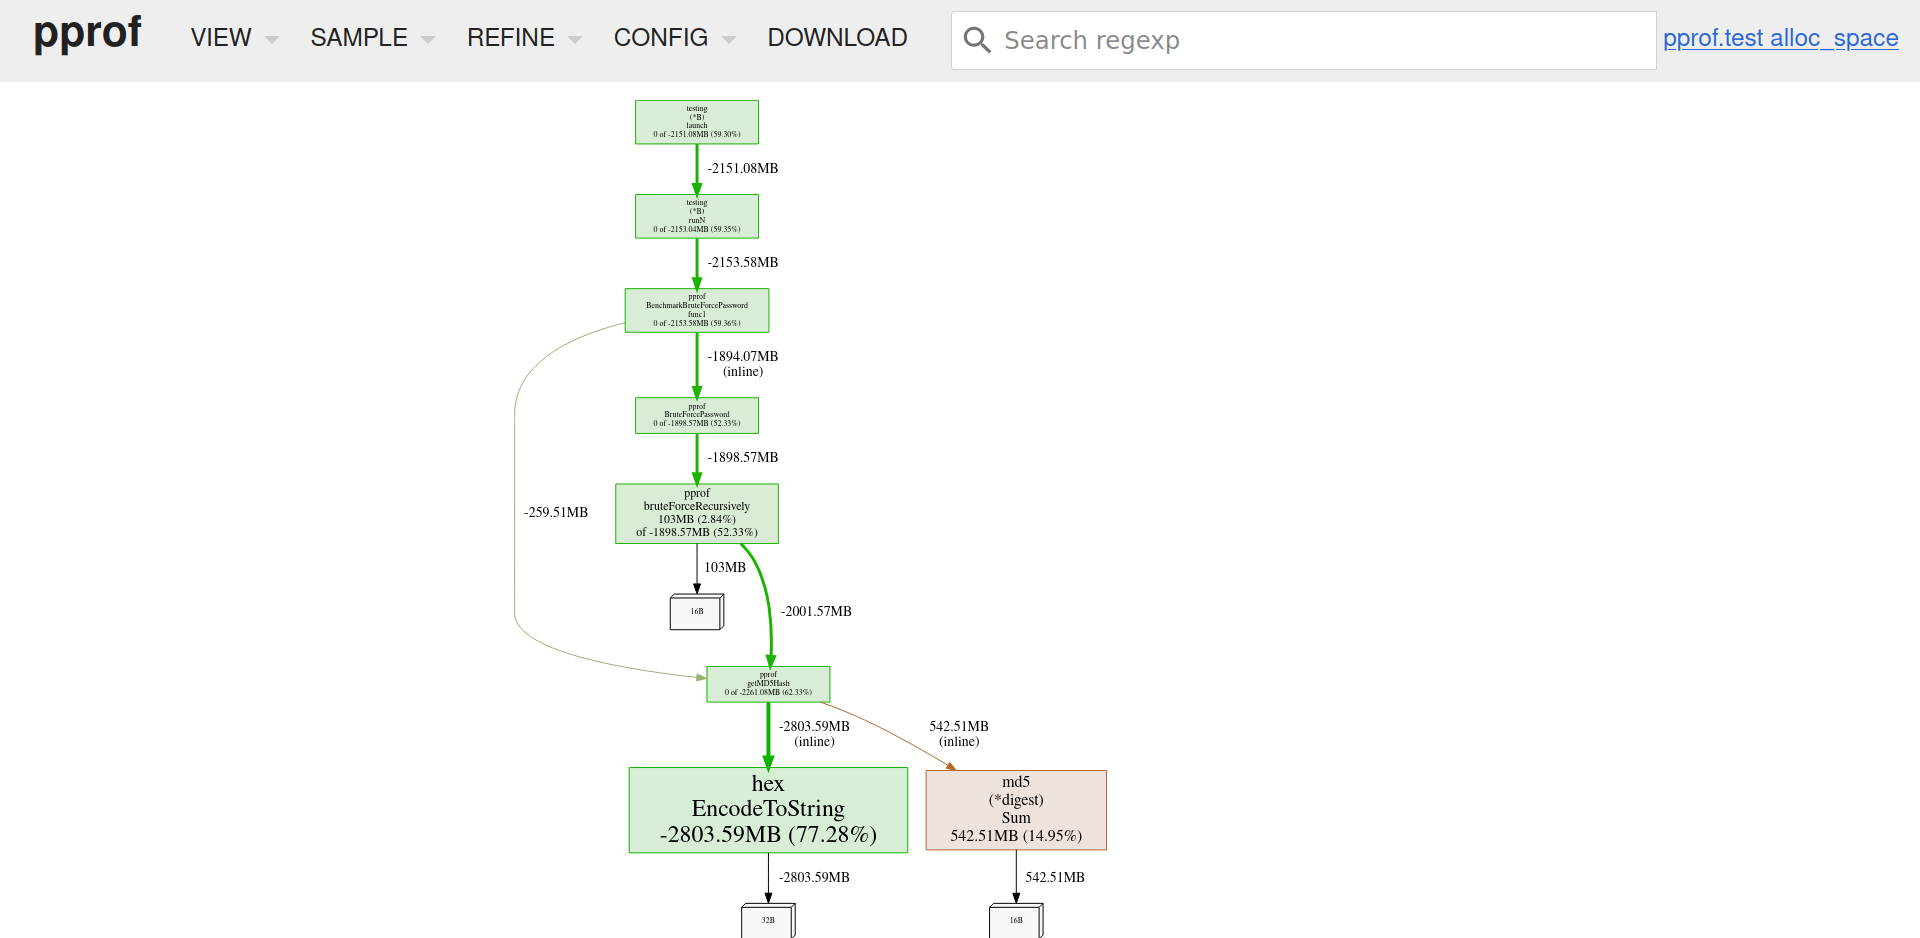 pprof
VIEW
SAMPLE
REFINE
CONFIG
DOWNLOAD
Search regexp
pprof.test alloc_space
testing
(*B)
launch
0 of -2151.08MB (59.30%)
-2151.08MB
testing
(*B)
runN
0 of -2153.04MB (59.35%)
-2153.58MB
pprof
BenchmarkBruteForcePassword
func1
0 of -2153.58MB (59.36%)
-1894.07MB
(inline)
pprof
BruteForcePassword
0 of -1898.57MB (52.33%)
-1898.57MB
pprof
bruteForceRecursively
103MB (2.84%)
of -1898.57MB (52.33%)
-259.51MB
103MB
16B
-2001.57MB
pprof
getMD5Hash
0 of -2261.08MB (62.33%)
-2803.59MB
(inline)
542.51MB
(inline)
hex
EncodeToString
-2803.59MB (77.28%)
md5
(*digest)
Sum
542.51MB (14.95%)
-2803.59MB
542.51MB
32B
16B